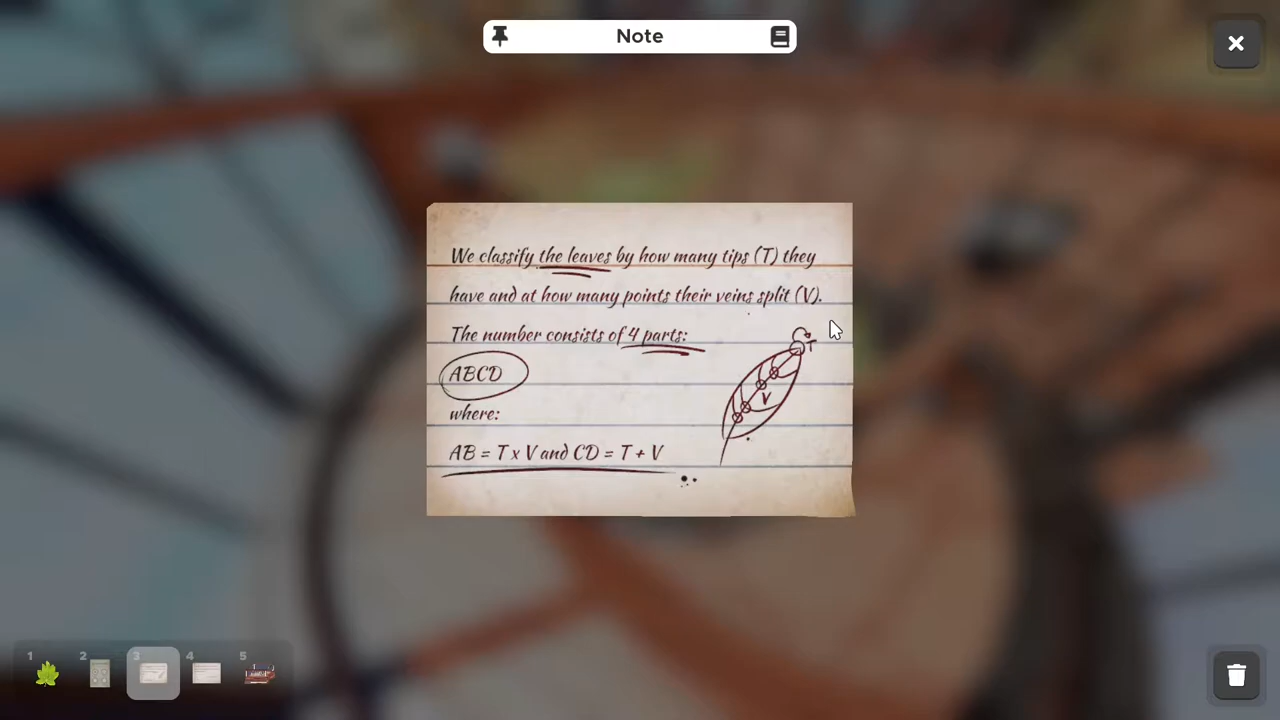 Note
We classify the leaves by how many tips (T) they
have and at how many points their veins split (V).
The number consists of 4 parts:
ABCD
where:
AB = T x V and CD = T + V
T
V
1 2 3 4 5